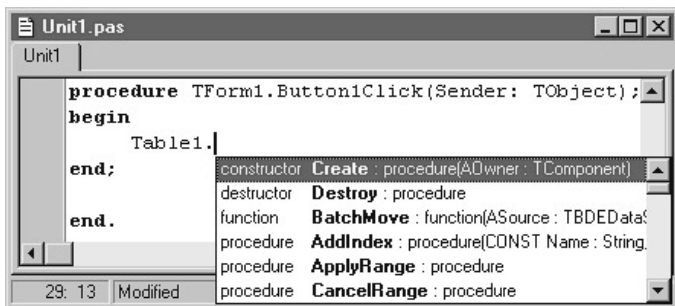 Unit1.pas
Unit1
procedure TForm1.Button1Click(Sender: TObject);
begin
Table1.
end;
end.
constructor Create : procedure(AOwner : TComponent)
destructor Destroy : procedure
function BatchMove : function(ASource : TBDEDataS
procedure AddIndex : procedure(CONST Name : String,
procedure ApplyRange : procedure
procedure CancelRange : procedure
29: 13 Modified